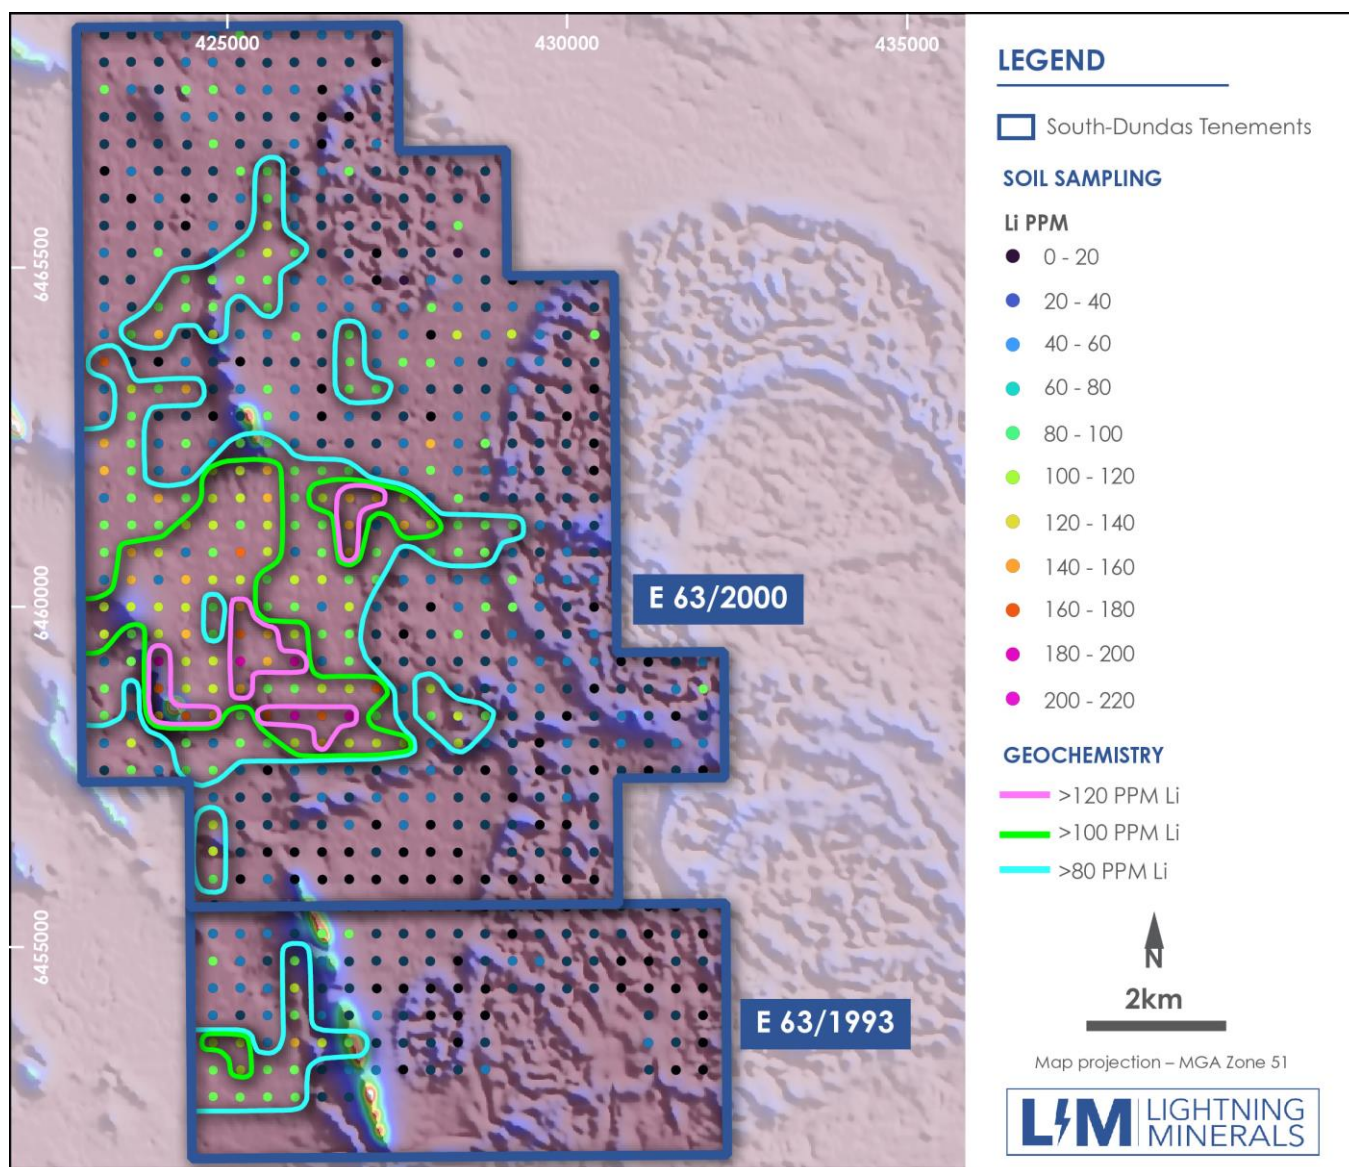 425000
430000
435000
6465500
6460000
6455000
E 63/2000
E 63/1993
LEGEND
South-Dundas Tenements
SOIL SAMPLING
Li PPM
0 - 20
20 - 40
40 - 60
60 - 80
80 - 100
100 - 120
120 - 140
140 - 160
160 - 180
180 - 200
200 - 220
GEOCHEMISTRY
>120 PPM Li
>100 PPM Li
>80 PPM Li
N
2km
Map projection – MGA Zone 51
LM LIGHTNING
MINERALS